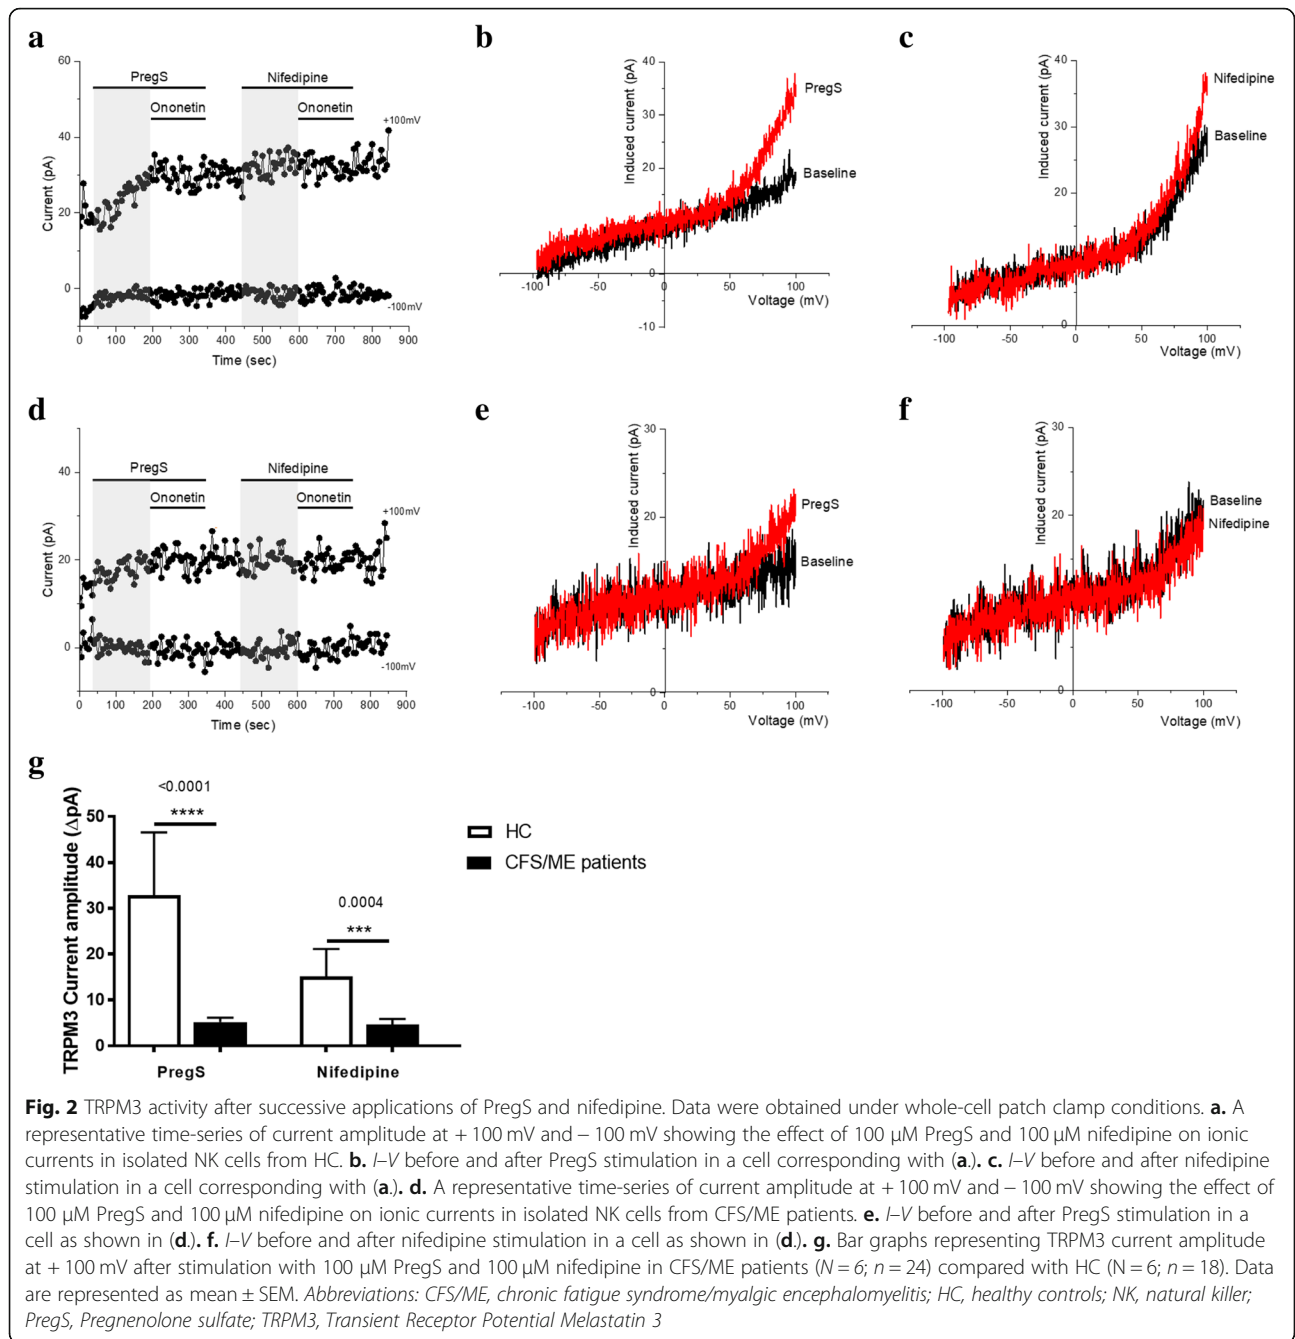 a
60
40
20
0
Current (pA)
PregS
Ononetin
Nifedipine
Ononetin
+100mV
-100mV
0 100 200 300 400 500 600 700 800 900
Time (sec)
b
Induced current (pA)
40
30
20
10
0
-10
PregS
Baseline
-100 -50 0 50 100
Voltage (mV)
c
Induced current (pA)
40
30
20
10
0
Nifedipine
Baseline
-100 -50 0 50 100
Voltage (mV)
d
40
20
0
Current (pA)
PregS
Ononetin
Nifedipine
Ononetin
+100mV
-100mV
0 100 200 300 400 500 600 700 800 900
Time (sec)
e
Induced current (pA)
30
20
10
0
PregS
Baseline
-100 -50 0 50 100
Voltage (mV)
f
Induced current (pA)
30
20
10
0
Baseline
Nifedipine
-100 -50 0 50 100
Voltage (mV)
g
TRPM3 Current amplitude (ΔpA)
50
40
30
20
10
0
<0.0001
****
0.0004
***
PregS
Nifedipine
HC
CFS/ME patients
Fig. 2 TRPM3 activity after successive applications of PregS and nifedipine. Data were obtained under whole-cell patch clamp conditions. a. A
representative time-series of current amplitude at + 100 mV and − 100 mV showing the effect of 100 μM PregS and 100 μM nifedipine on ionic
currents in isolated NK cells from HC. b. I–V before and after PregS stimulation in a cell corresponding with (a.). c. I–V before and after nifedipine
stimulation in a cell corresponding with (a.). d. A representative time-series of current amplitude at + 100 mV and − 100 mV showing the effect of
100 μM PregS and 100 μM nifedipine on ionic currents in isolated NK cells from CFS/ME patients. e. I–V before and after PregS stimulation in a
cell as shown in (d.). f. I–V before and after nifedipine stimulation in a cell as shown in (d.). g. Bar graphs representing TRPM3 current amplitude
at + 100 mV after stimulation with 100 μM PregS and 100 μM nifedipine in CFS/ME patients (N = 6; n = 24) compared with HC (N = 6; n = 18). Data
are represented as mean ± SEM. Abbreviations: CFS/ME, chronic fatigue syndrome/myalgic encephalomyelitis; HC, healthy controls; NK, natural killer;
PregS, Pregnenolone sulfate; TRPM3, Transient Receptor Potential Melastatin 3